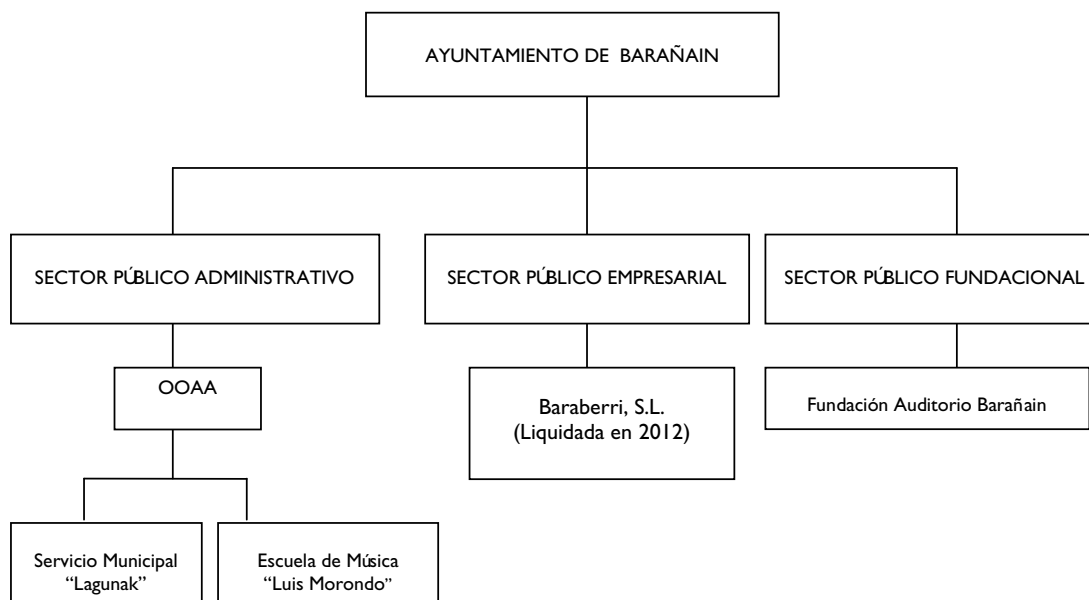 AYUNTAMIENTO DE BARAÑAIN
SECTOR PÚBLICO ADMINISTRATIVO
SECTOR PÚBLICO EMPRESARIAL
SECTOR PÚBLICO FUNDACIONAL
OOAA
Baraberri, S.L.
(Liquidada en 2012)
Fundación Auditorio Barañain
Servicio Municipal
“Lagunak”
Escuela de Música
“Luis Morondo”